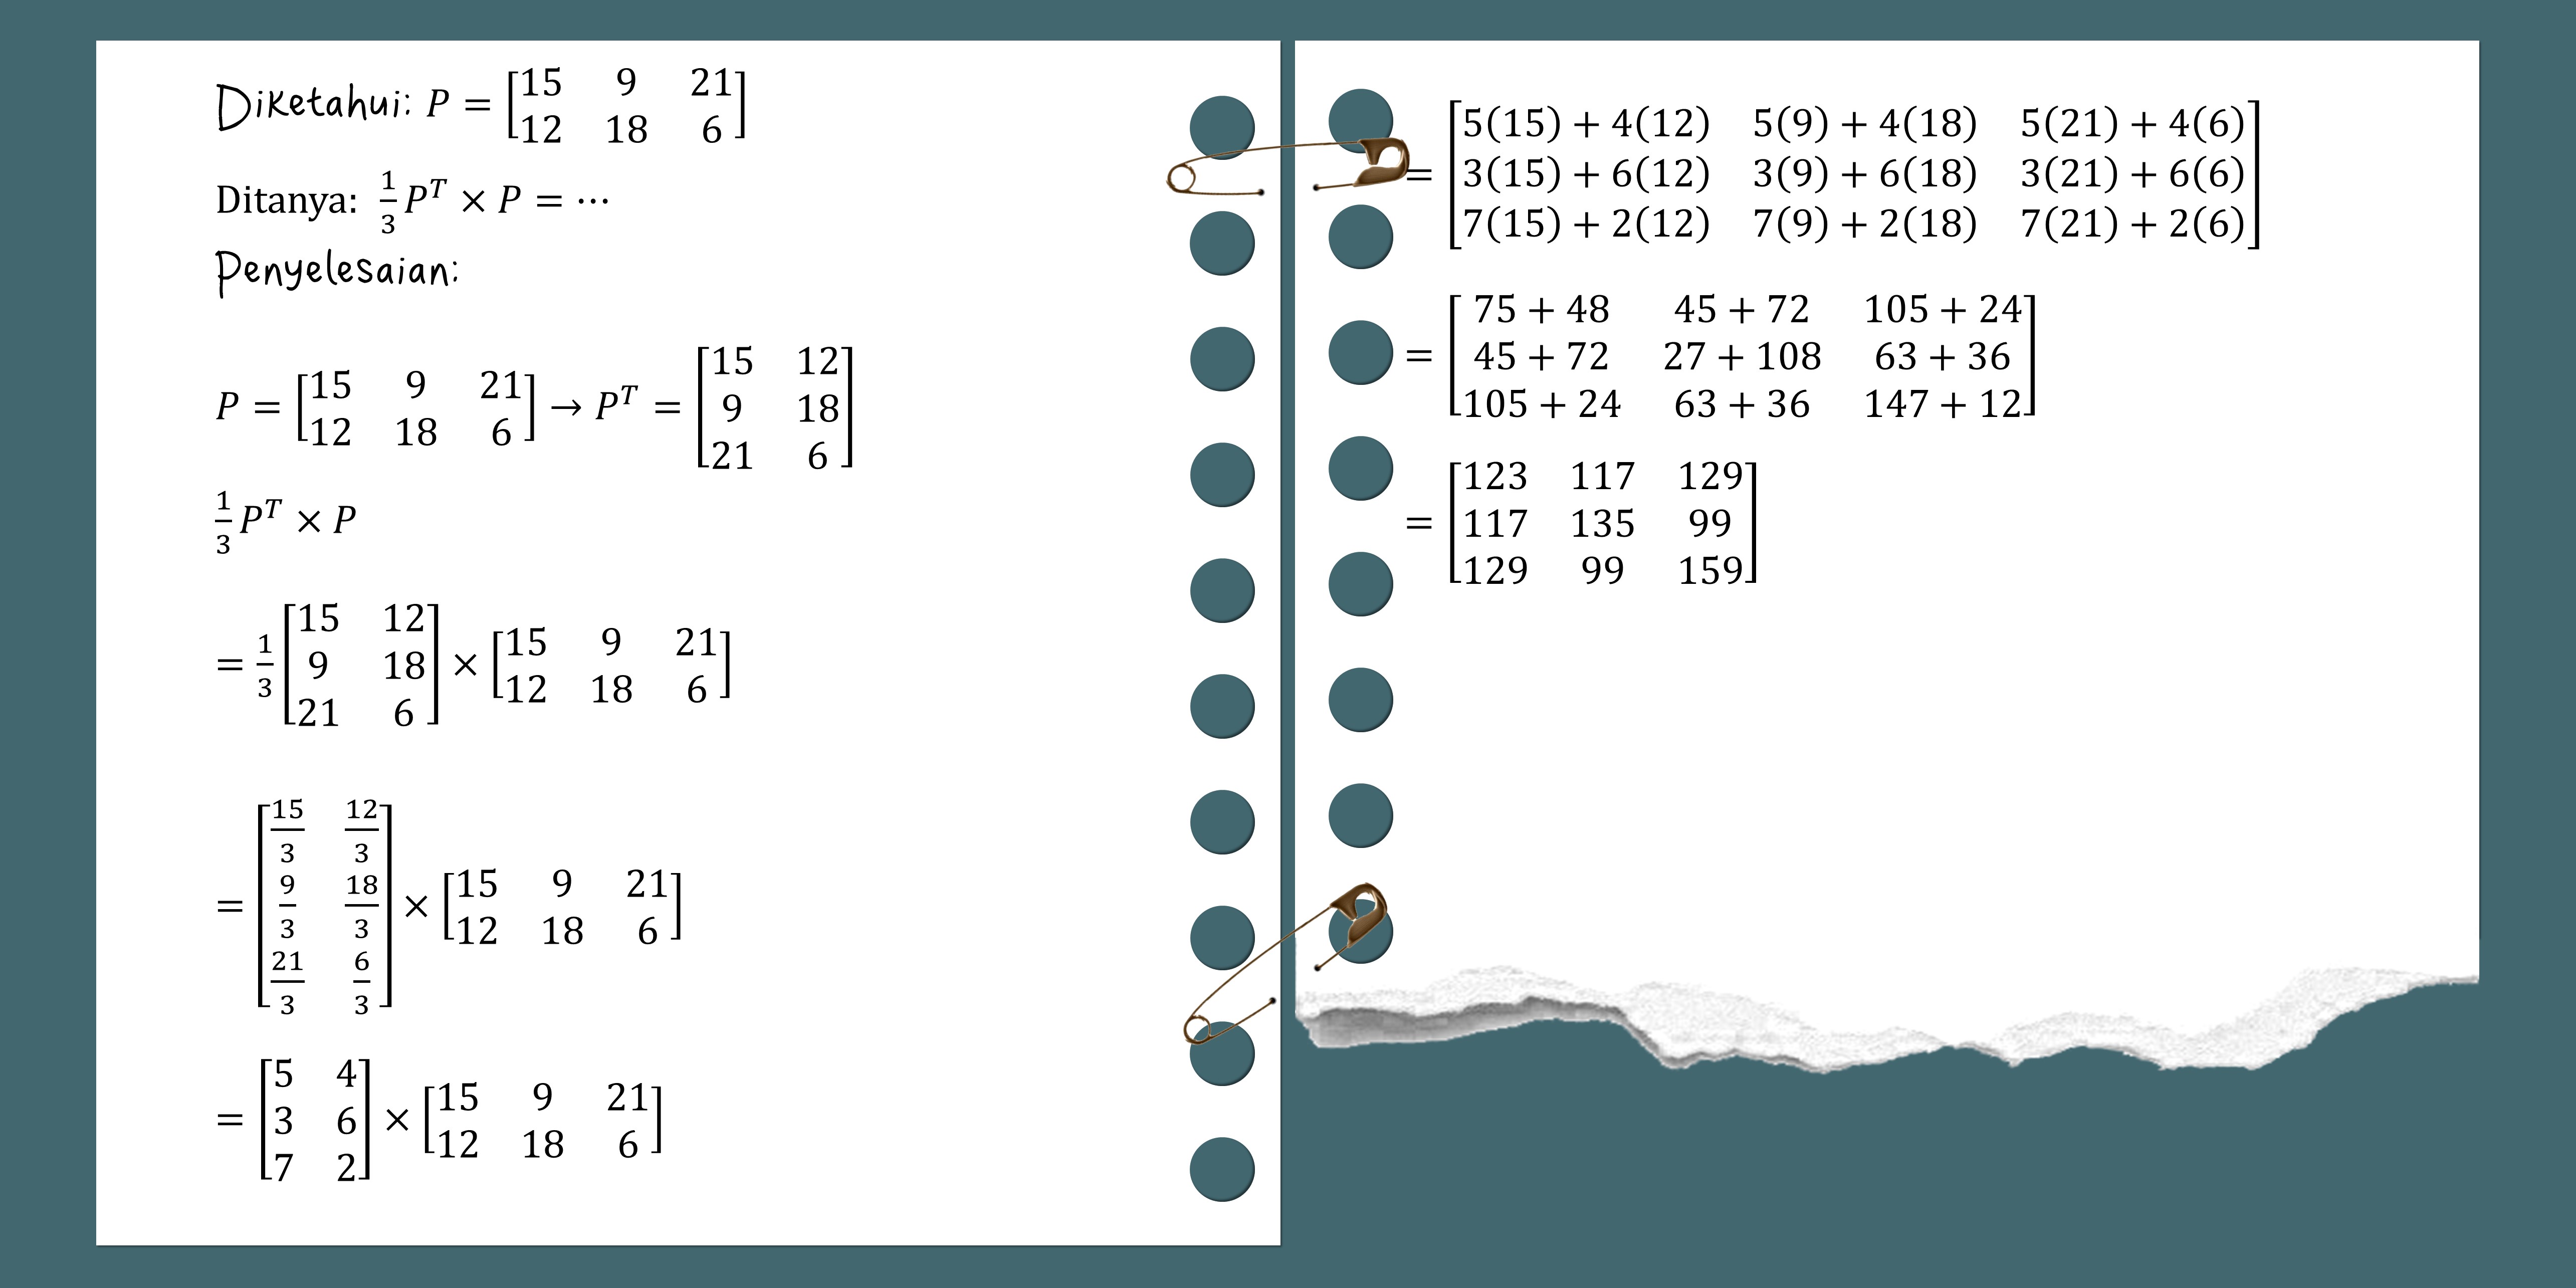 Diketahui: $P = \begin{bmatrix} 15 & 9 & 21 \\ 12 & 18 & 6 \end{bmatrix}$
Ditanya: $\frac{1}{3} P^T \times P = \cdots$
Penyelesaian:
$P = \begin{bmatrix} 15 & 9 & 21 \\ 12 & 18 & 6 \end{bmatrix} \rightarrow P^T = \begin{bmatrix} 15 & 12 \\ 9 & 18 \\ 21 & 6 \end{bmatrix}$
$\frac{1}{3} P^T \times P$
$= \frac{1}{3} \begin{bmatrix} 15 & 12 \\ 9 & 18 \\ 21 & 6 \end{bmatrix} \times \begin{bmatrix} 15 & 9 & 21 \\ 12 & 18 & 6 \end{bmatrix}$
$= \begin{bmatrix} \frac{15}{3} & \frac{12}{3} \\ \frac{9}{3} & \frac{18}{3} \\ \frac{21}{3} & \frac{6}{3} \end{bmatrix} \times \begin{bmatrix} 15 & 9 & 21 \\ 12 & 18 & 6 \end{bmatrix}$
$= \begin{bmatrix} 5 & 4 \\ 3 & 6 \\ 7 & 2 \end{bmatrix} \times \begin{bmatrix} 15 & 9 & 21 \\ 12 & 18 & 6 \end{bmatrix}$
$= \begin{bmatrix} 5(15) + 4(12) & 5(9) + 4(18) & 5(21) + 4(6) \\ 3(15) + 6(12) & 3(9) + 6(18) & 3(21) + 6(6) \\ 7(15) + 2(12) & 7(9) + 2(18) & 7(21) + 2(6) \end{bmatrix}$
$= \begin{bmatrix} 75 + 48 & 45 + 72 & 105 + 24 \\ 45 + 72 & 27 + 108 & 63 + 36 \\ 105 + 24 & 63 + 36 & 147 + 12 \end{bmatrix}$
$= \begin{bmatrix} 123 & 117 & 129 \\ 117 & 135 & 99 \\ 129 & 99 & 159 \end{bmatrix}$